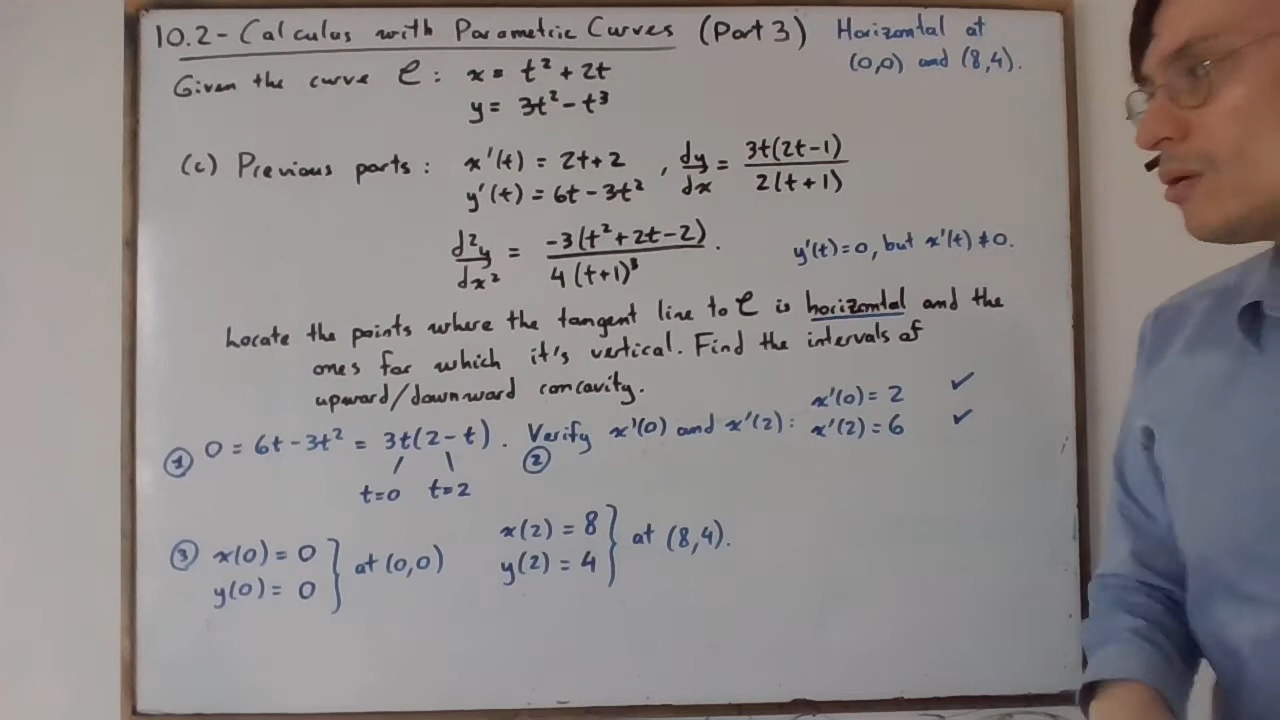 10.2 - Calculus with Parametric Curves (Part 3)
Horizontal at
(0,0) and (8,4).
Given the curve C: x = t² + 2t
y = 3t² - t³
(c) Previous parts: x'(t) = 2t+2 , dy/dx = 3t(2t-1)/2(t+1)
y'(t) = 6t - 3t²
d²y/dx² = -3(t²+2t-2)/4(t+1)³ .
y'(t)=0, but x'(t)≠0.
Locate the points where the tangent line to C is horizontal and the
ones for which it's vertical. Find the intervals of
upward/downward concavity.
① 0 = 6t - 3t² = 3t(2-t). Verify x'(0) and x'(2): x'(0) = 2 ✓
② x'(2) = 6 ✓
t=0 t=2
③ x(0) = 0
y(0) = 0 } at (0,0)
x(2) = 8
y(2) = 4 } at (8,4).